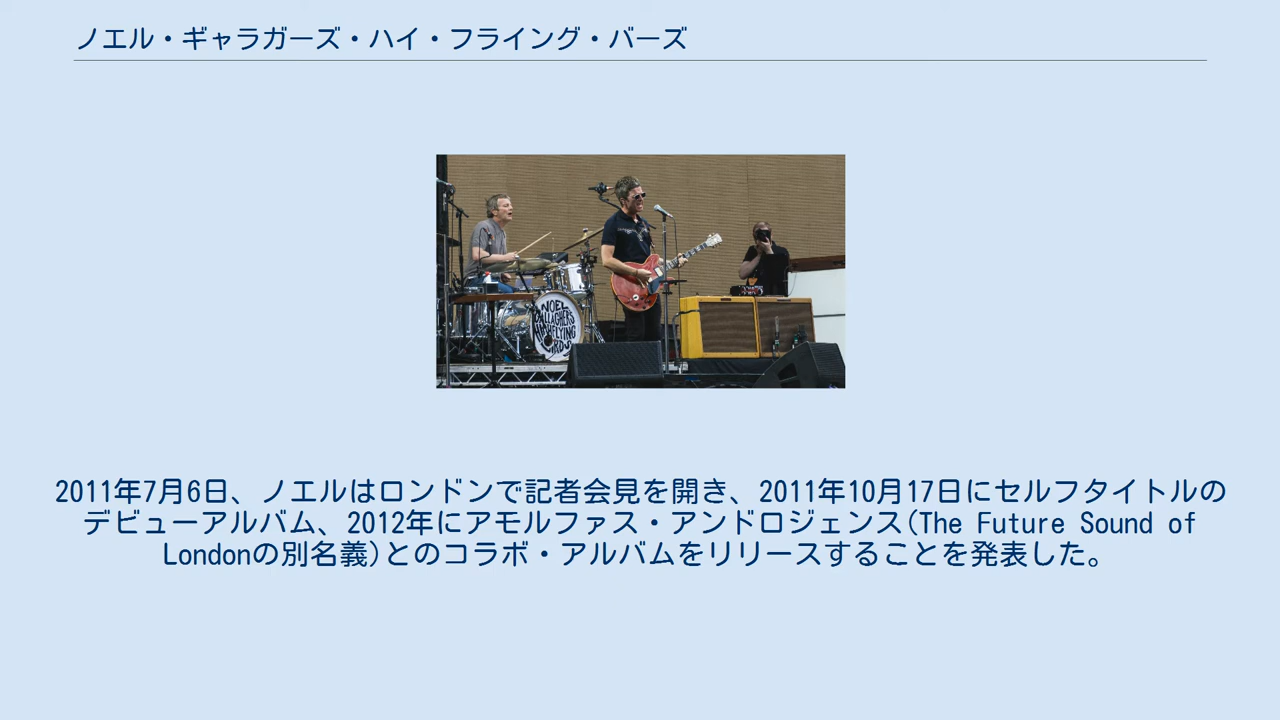 ノエル・ギャラガーズ・ハイ・フライング・バーズ
NOEL
GALLAGHER'S
HIGH FLYING
BIRDS
2011年7月6日、ノエルはロンドンで記者会見を開き、2011年10月17日にセルフタイトルの
デビューアルバム、2012年にアモルファス・アンドロジェンス(The Future Sound of
Londonの別名義)とのコラボ・アルバムをリリースすることを発表した。